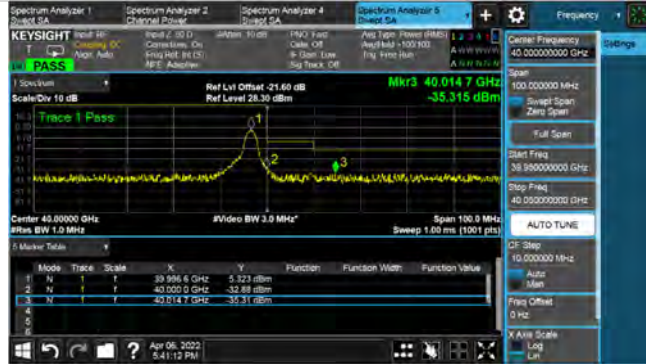 Spectrum Analyzer 1
Swept SA
Spectrum Analyzer 2
Channel Power
Spectrum Analyzer 4
Swept SA
Spectrum Analyzer 5
Swept SA
Frequency
KEYSIGHT
Input: RF
Coupling: DC
Align: Auto
Input Z: 50 Ω
Corrections: On
Freq Ref: Int (S)
NFE: Adaptive
Atten: 10 dB
PNO: Fast
Gate: Off
IF Gain: Low
Sig Track: Off
Avg Type: Power (RMS)
Avg|Hold: >100/100
Trig: Free Run
PASS
1 Spectrum
Scale/Div 10 dB
Ref Lvl Offset -21.60 dB
Ref Level 28.30 dBm
Mkr3 40.014 7 GHz
-35.315 dBm
Trace 1 Pass
1
2
3
Center 40.00000 GHz
#Res BW 1.0 MHz
#Video BW 3.0 MHz*
Span 100.0 MHz
Sweep 1.00 ms (1001 pts)
5 Marker Table
Mode Trace Scale X Y Function Function Width Function Value
1 N 1 f 39.996 6 GHz 5.323 dBm
2 N 1 f 40.000 0 GHz -32.88 dBm
3 N 1 f 40.014 7 GHz -35.31 dBm
4
5
6
Apr 06, 2022
5:41:12 PM
Center Frequency
40.000000000 GHz
Settings
Span
100.000000 MHz
Swept Span
Zero Span
Full Span
Start Freq
39.950000000 GHz
Stop Freq
40.050000000 GHz
AUTO TUNE
CF Step
10.000000 MHz
Auto
Man
Freq Offset
0 Hz
X Axis Scale
Log
Lin